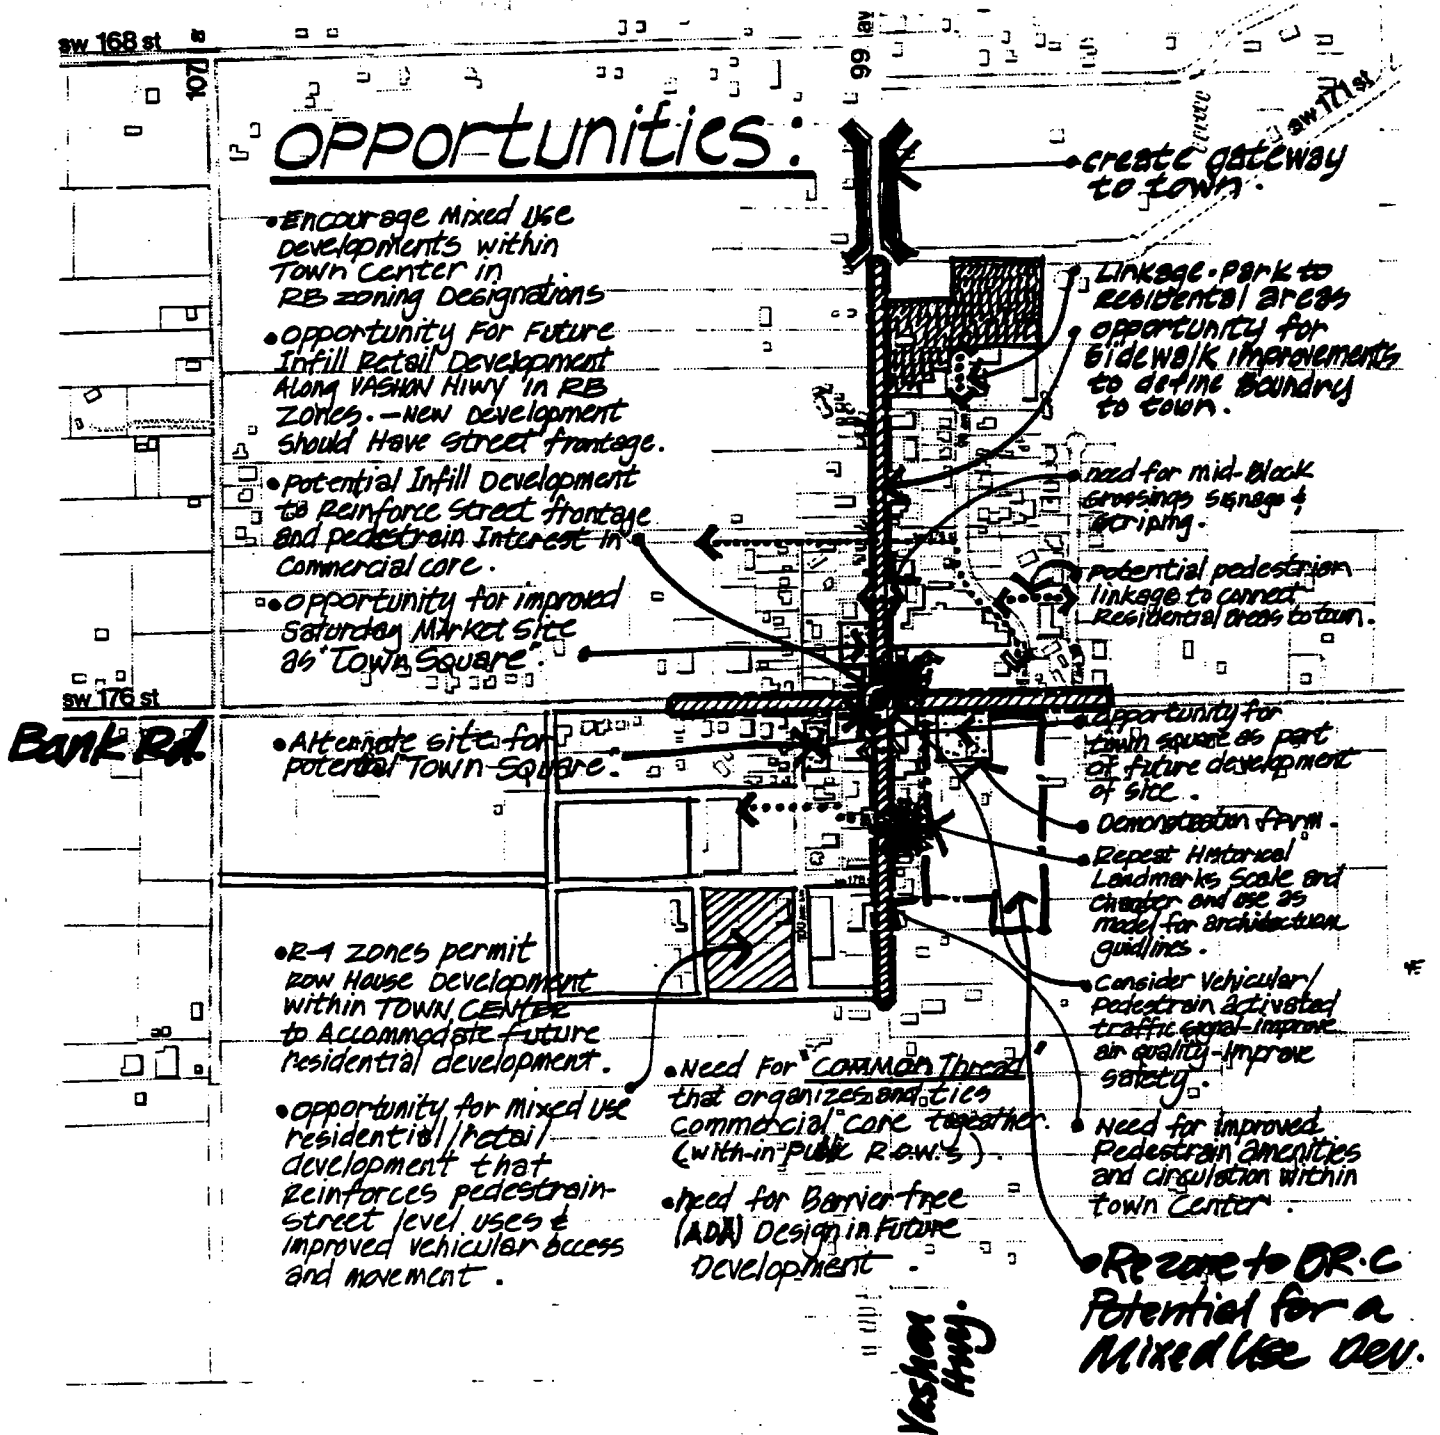 sw 168 st
107
99 av
sw 171 st
opportunities:
•create gateway
to town.
•Encourage Mixed Use
Developments within
Town Center in
RB zoning Designations
•opportunity For Future
Infill Retail Development
Along VASHON HIWY in RB
Zones. - New Development
should Have street frontage.
•potential Infill Development
to Reinforce Street frontage
and pedestrain Interest in
commercial core.
•opportunity for improved
Saturday Market Site
as "Town Square".
sw 176 st
Bank Rd.
•Alternate site for
potential Town-Square.
•R-4 zones permit
Row House Development
within TOWN CENTER
to Accommodate future
residential development.
•opportunity for mixed use
residential/retail
development that
Reinforces pedestrain-
street level uses &
improved vehicular access
and movement.
•Need For "COMMON Thread"
that organizes and ties
commercial core together.
(with-in-Public R.O.W.'s).
•need for Barrier free
(ADA) Design in Future
Development.
•Linkage-Park to
Residental areas
•opportunity for
sidewalk improvements
to define Boundry
to town.
•need for mid-Block
crossings signage &
striping.
•potential pedestrian
linkage to connect
Residential areas to town.
•opportunity for
town square as part
of future development
of site.
•Demonstration farm.
•Repeat Historical
Landmarks Scale and
and use as
model for architectural
guidlines.
•Consider Vehicular/
pedestrain activated
traffic signal-improve
air quality-improve
safety.
•Need for improved
Pedestrain amenities
and circulation within
town Center.
•Rezone to BR-C
Potential for a
Mixed Use Dev.
Vashon
Hwy.